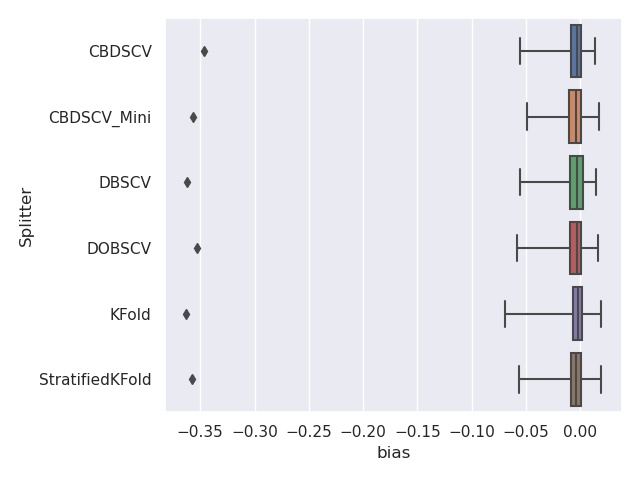 Splitter
CBDSCV
CBDSCV_Mini
DBSCV
DOBSCV
KFold
StratifiedKFold
−0.35 −0.30 −0.25 −0.20 −0.15 −0.10 −0.05 0.00
bias